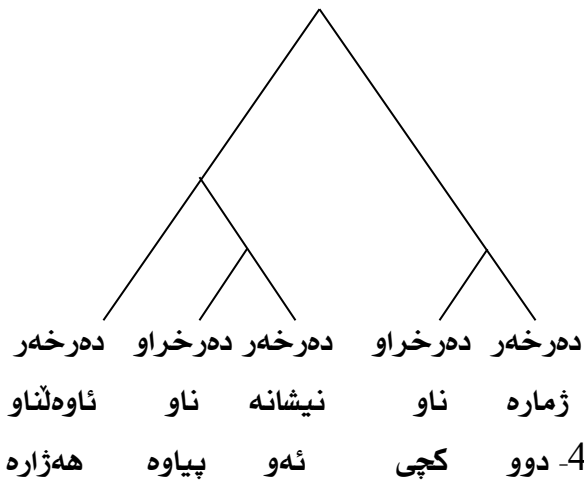 دەرخەر دەرخراو دەرخەر دەرخراو دەرخەر
ژمارە ناو نیشانە ناو ئاوەڵناو
4- دوو کچی ئەو پیاوە هەژارە